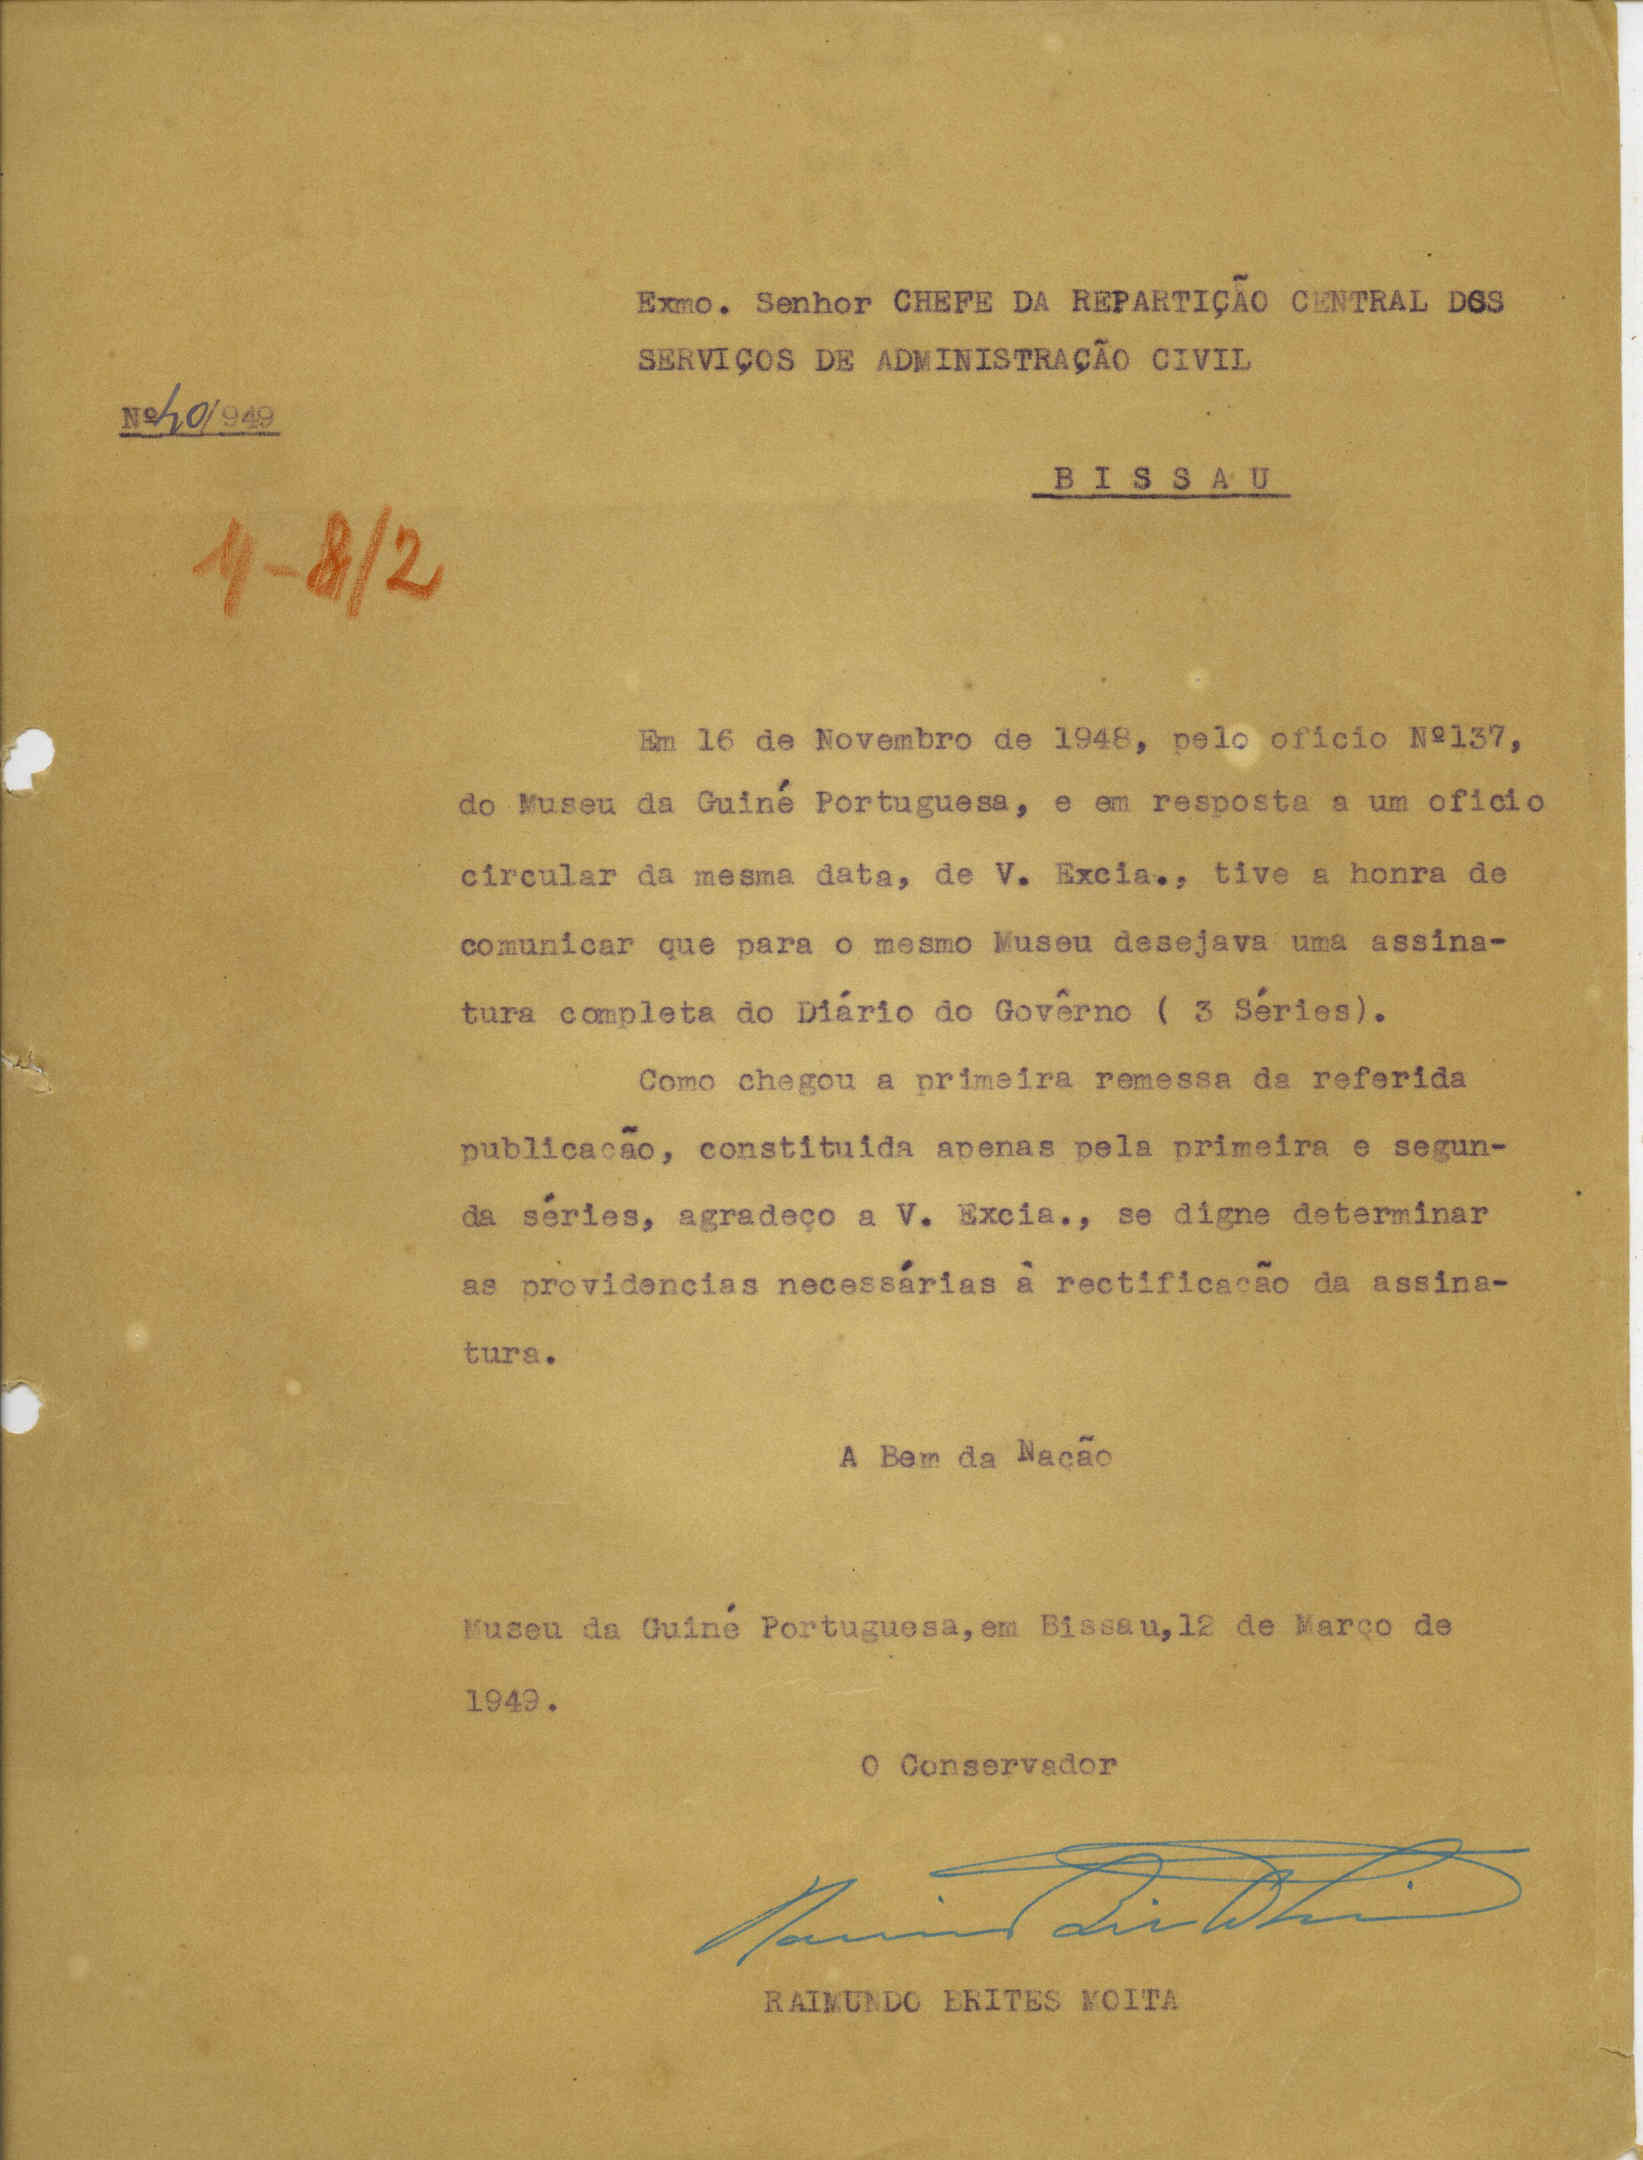 Exmo. Senhor CHEFE DA REPARTIÇÃO CENTRAL DOS
SERVIÇOS DE ADMINISTRAÇÃO CIVIL
Nº40/949
B I S S A U
1-8/2
Em 16 de Novembro de 1948, pelo oficio Nº137,
do Museu da Guiné Portuguesa, e em resposta a um oficio
circular da mesma data, de V. Excia., tive a honra de
comunicar que para o mesmo Museu desejava uma assina-
tura completa do Diário do Govêrno ( 3 Séries).
Como chegou a primeira remessa da referida
publicação, constituida apenas pela primeira e segun-
da séries, agradeço a V. Excia., se digne determinar
as providencias necessárias à rectificação da assina-
tura.
A Bem da Nação
Museu da Guiné Portuguesa,em Bissau,12 de Março de
1949.
O Conservador
RAIMUNDO BRITES MOITA